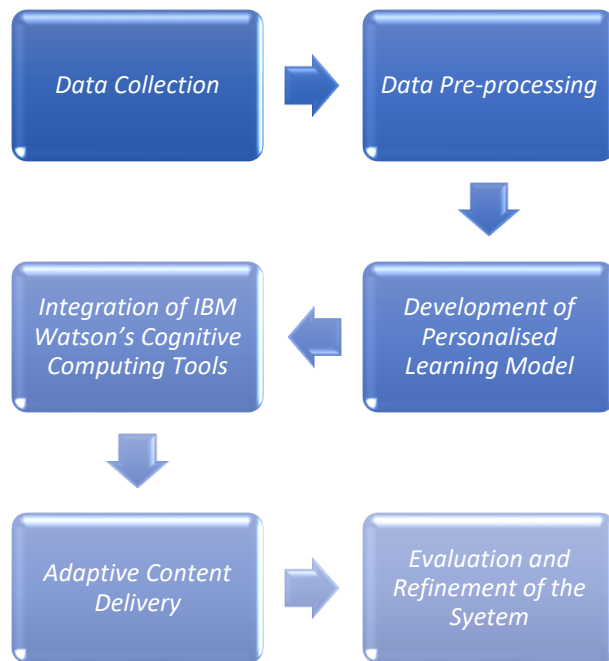 Data Collection
Data Pre-processing
Development of
Personalised
Learning Model
Integration of IBM
Watson’s Cognitive
Computing Tools
Adaptive Content
Delivery
Evaluation and
Refinement of the
Syetem